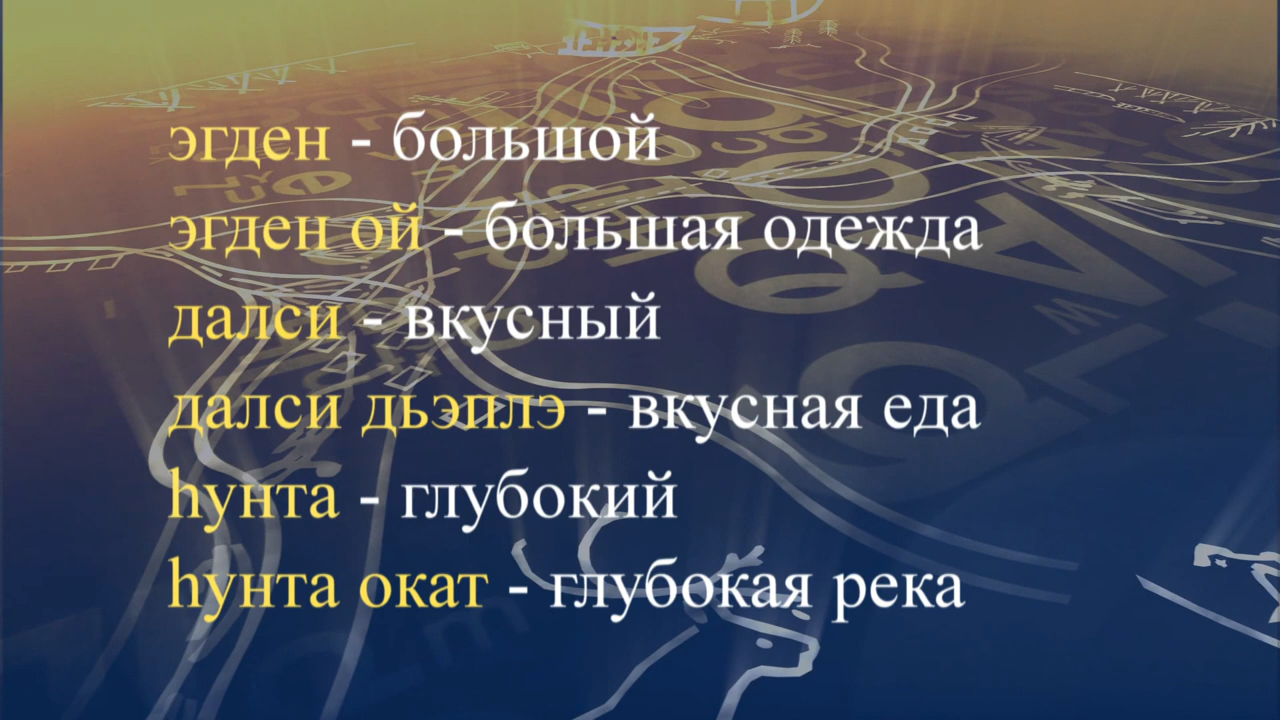 эгден - большой
эгден ой - большая одежда
далси - вкусный
далси дьэплэ - вкусная еда
һунта - глубокий
һунта окат - глубокая река